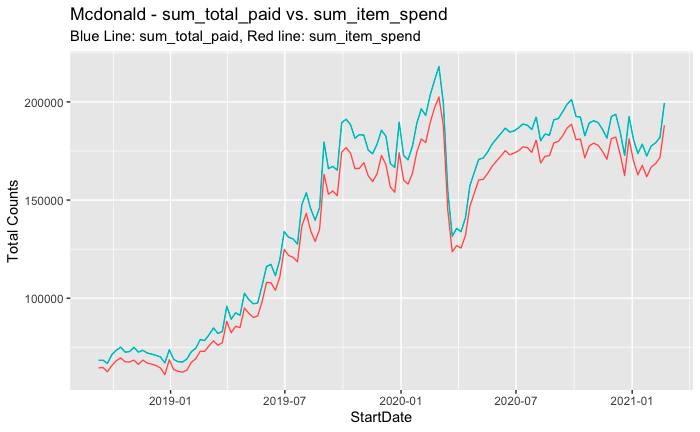 Mcdonald - sum_total_paid vs. sum_item_spend
Blue Line: sum_total_paid, Red line: sum_item_spend
Total Counts
200000
150000
100000
2019-01
2019-07
2020-01
2020-07
2021-01
StartDate